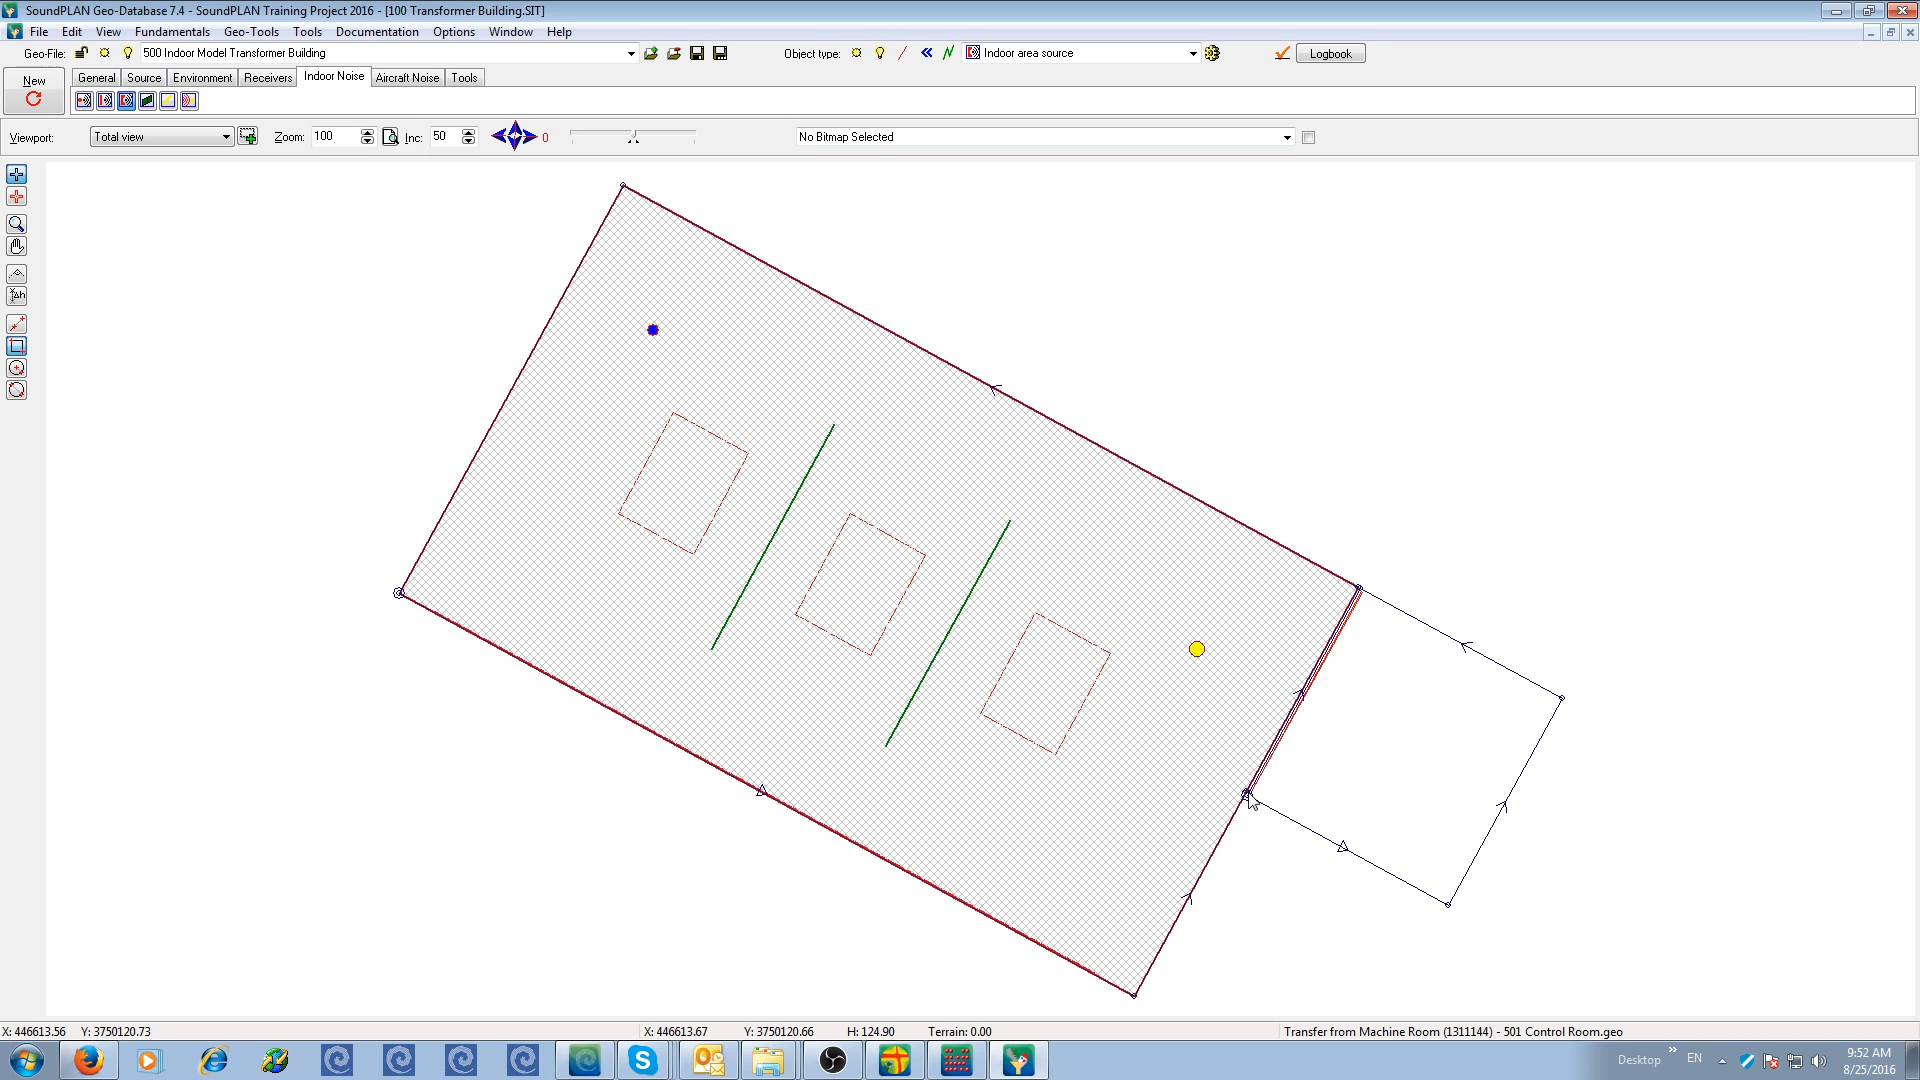 SoundPLAN Geo-Database 7.4 - SoundPLAN Training Project 2016 - [100 Transformer Building.SIT]
File Edit View Fundamentals Geo-Tools Tools Documentation Options Window Help
Geo-File: 500 Indoor Model Transformer Building Object type: Indoor area source Logbook
New General Source Environment Receivers Indoor Noise Aircraft Noise Tools
Viewport: Total view Zoom: 100 Inc: 50 0 No Bitmap Selected
Δh
X: 446613.56 Y: 3750120.73 X: 446613.67 Y: 3750120.66 H: 124.90 Terrain: 0.00 Transfer from Machine Room (1311144) - 501 Control Room.geo
Desktop » EN 9:52 AM
8/25/2016